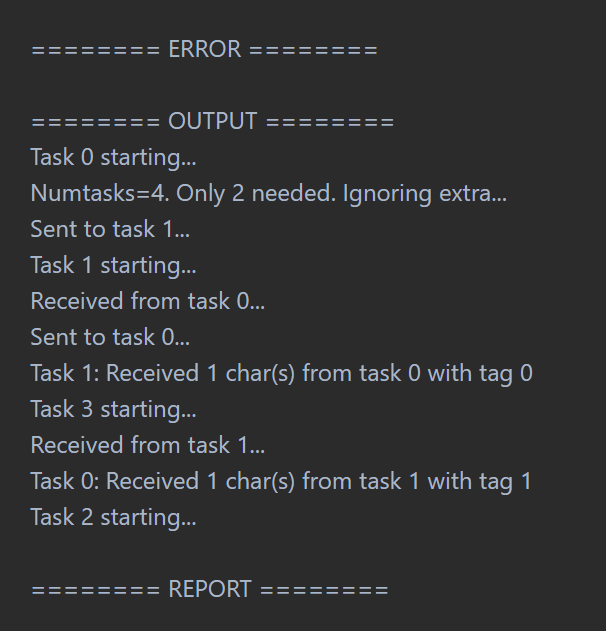 ======== ERROR ========
======== OUTPUT ========
Task 0 starting...
Numtasks=4. Only 2 needed. Ignoring extra...
Sent to task 1...
Task 1 starting...
Received from task 0...
Sent to task 0...
Task 1: Received 1 char(s) from task 0 with tag 0
Task 3 starting...
Received from task 1...
Task 0: Received 1 char(s) from task 1 with tag 1
Task 2 starting...
======== REPORT ========